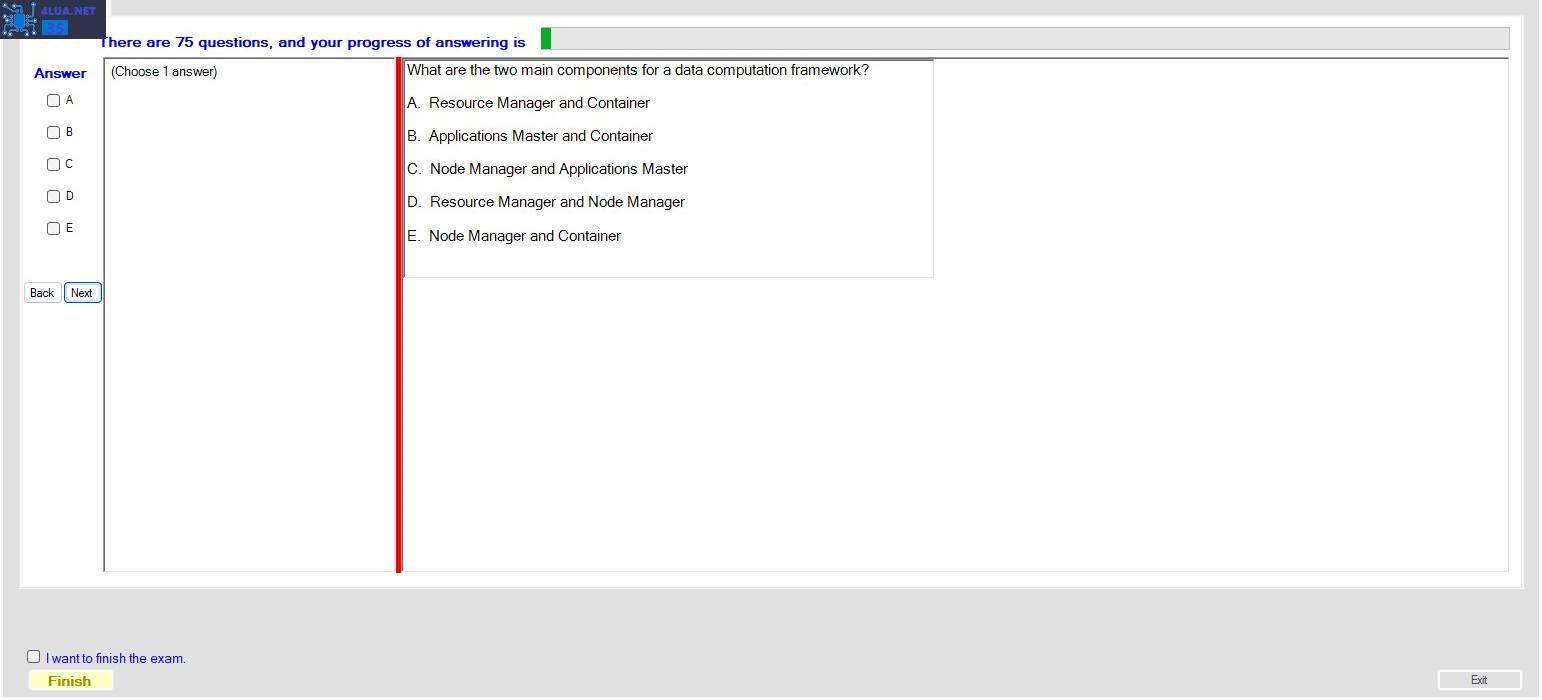 4LUA.NET
35
There are 75 questions, and your progress of answering is
Answer
(Choose 1 answer)
What are the two main components for a data computation framework?
A
A. Resource Manager and Container
B
B. Applications Master and Container
C
C. Node Manager and Applications Master
D
D. Resource Manager and Node Manager
E
E. Node Manager and Container
Back
Next
I want to finish the exam.
Finish
Exit